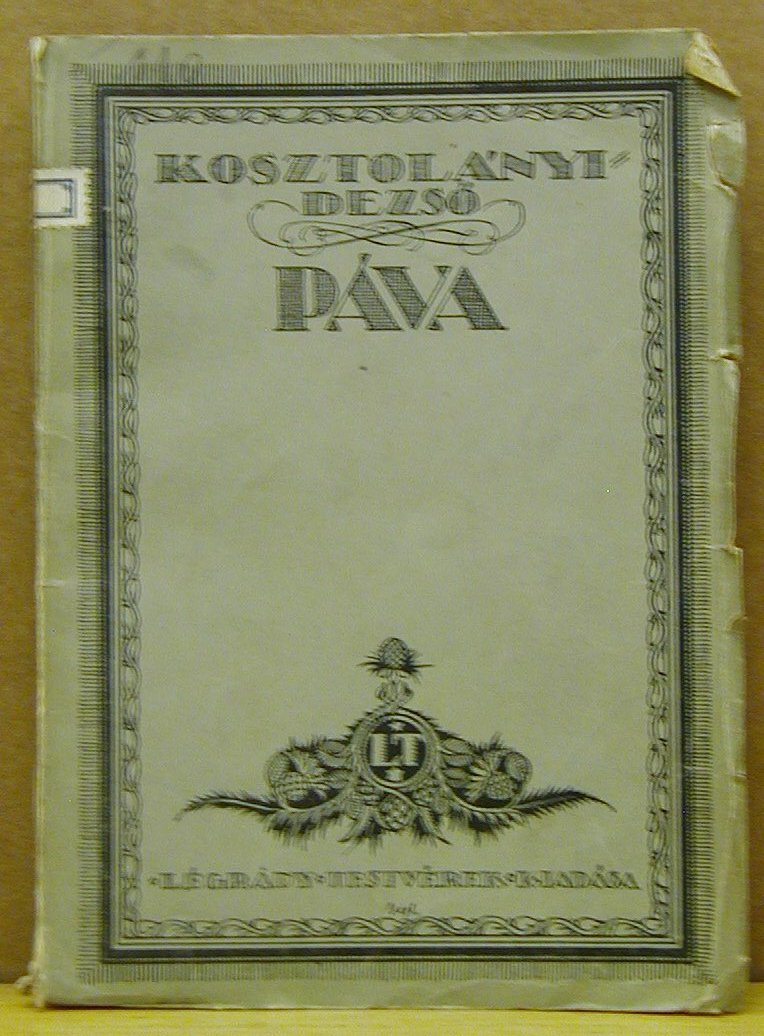 KOSZTOLÁNYI
DEZSŐ
PÁVA
LT
·LÉGRÁDY·TESTVÉREK·KIADÁSA